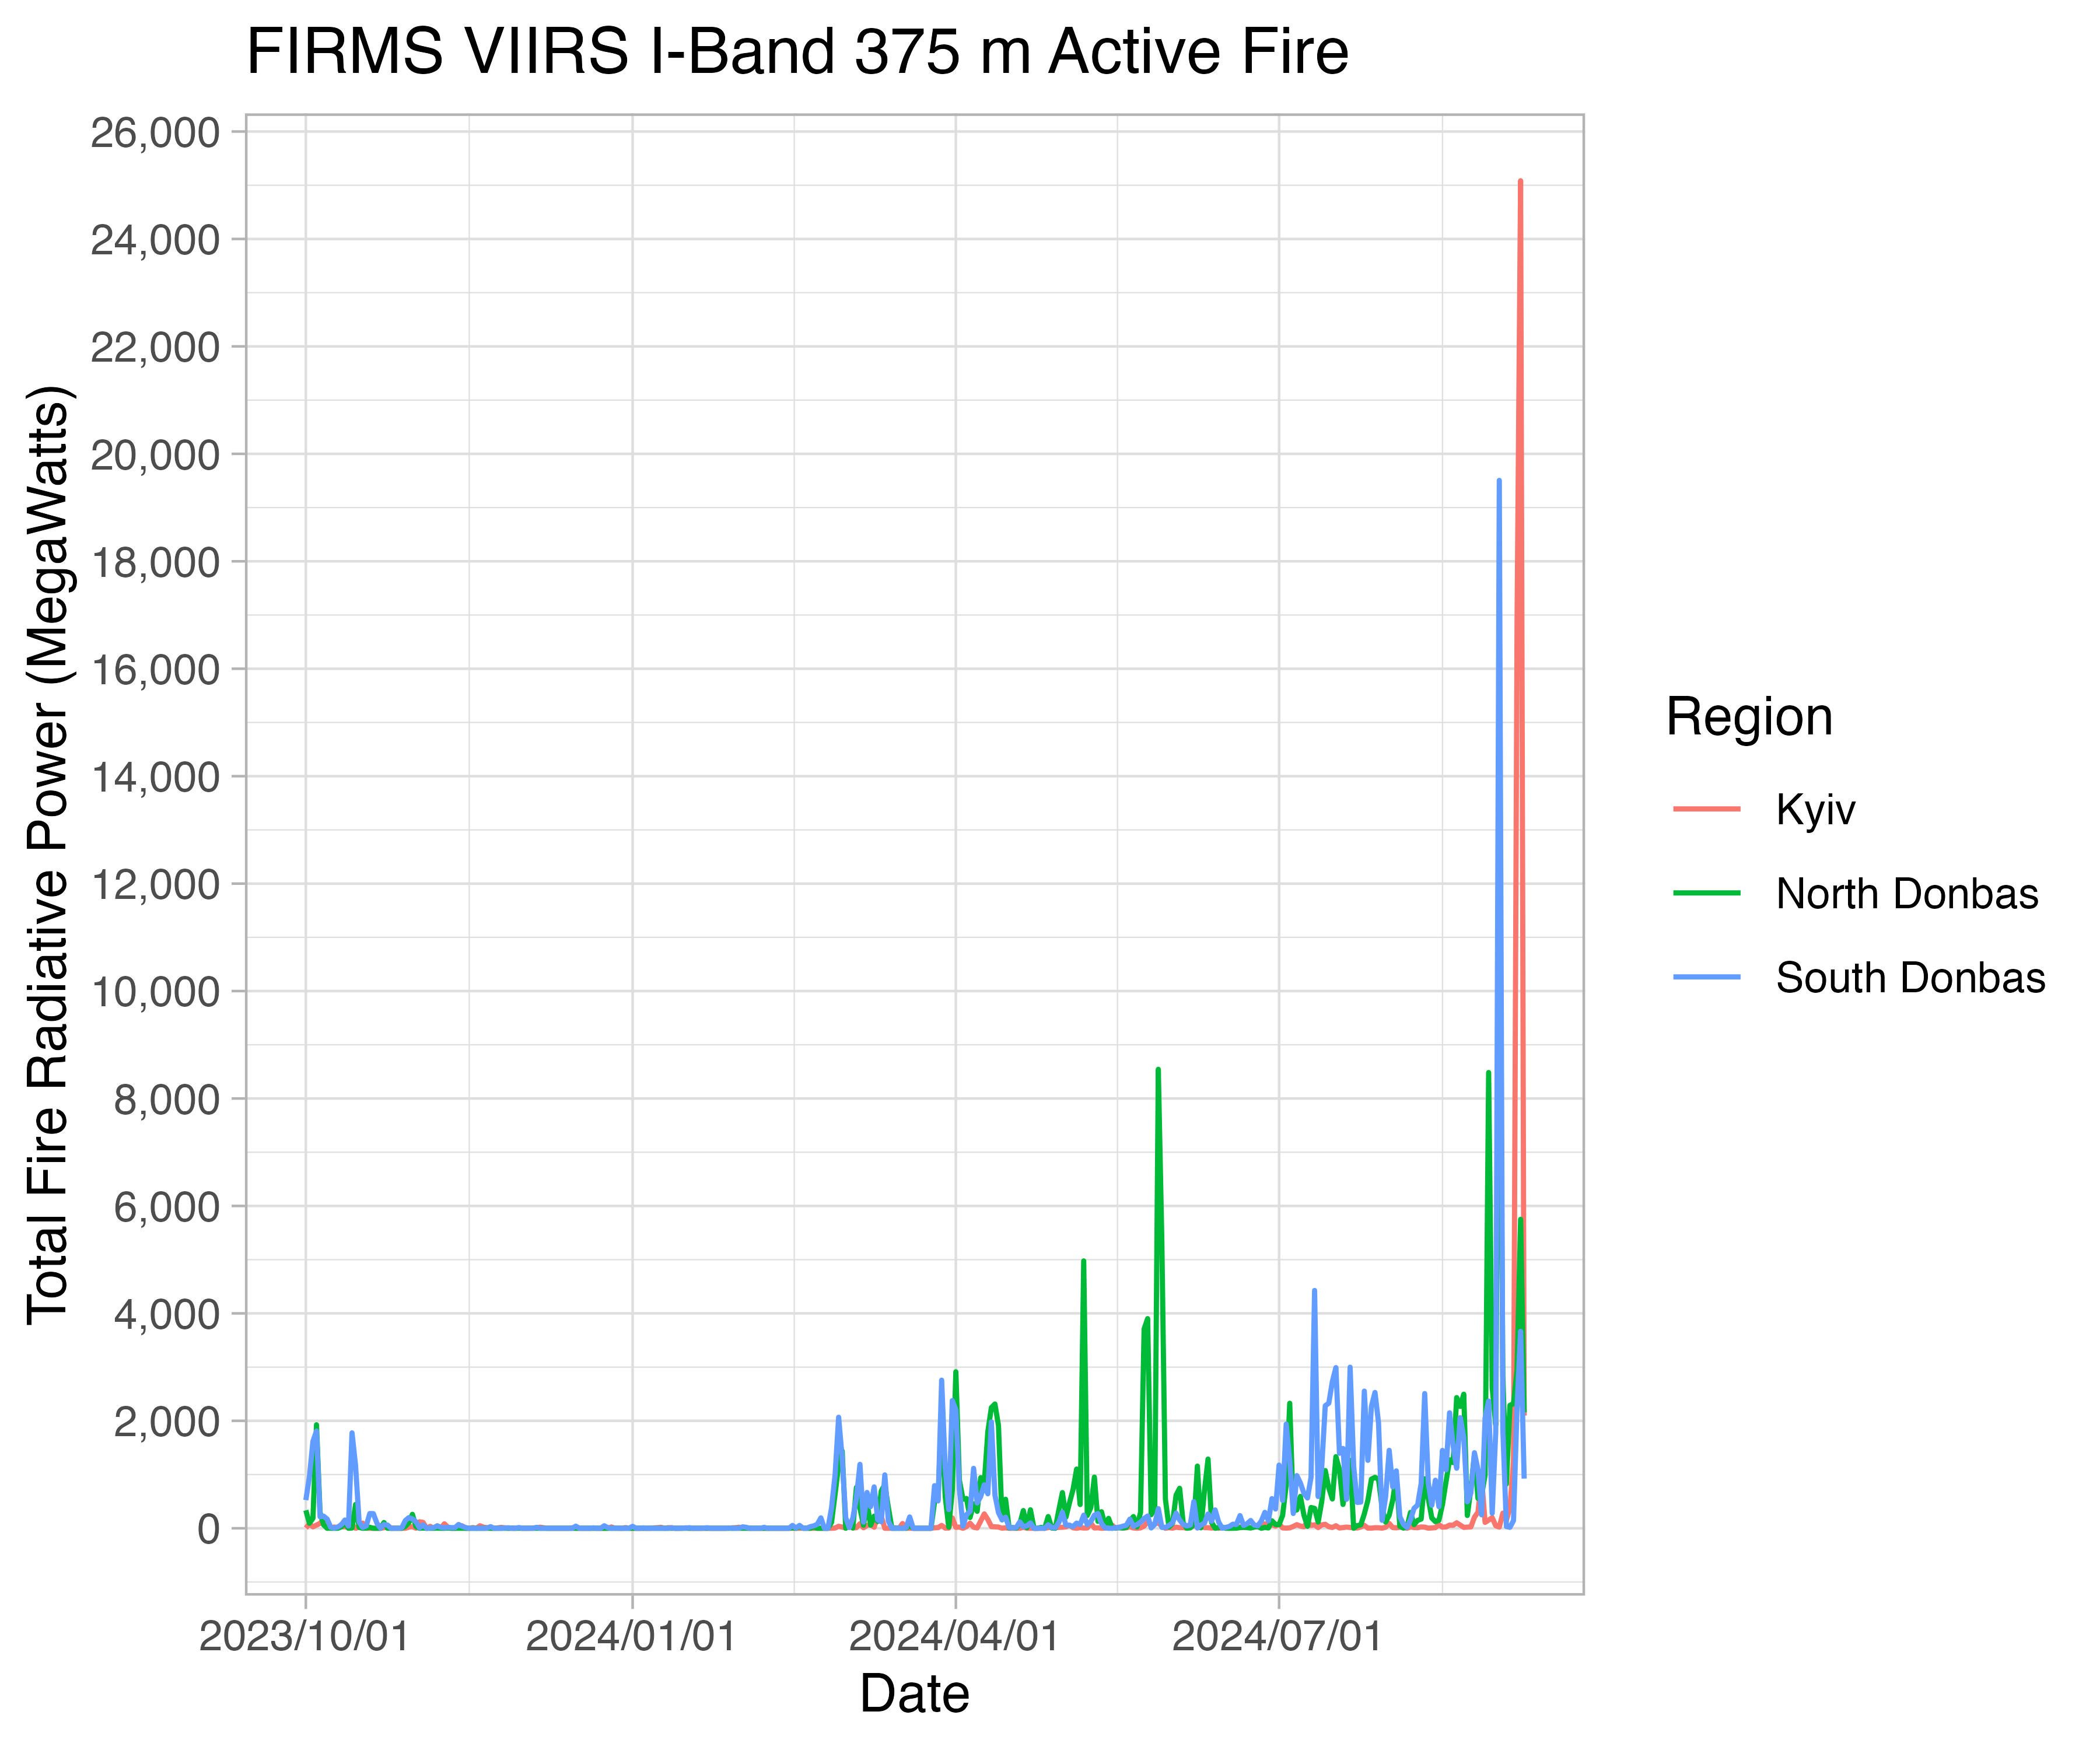 FIRMS VIIRS I-Band 375 m Active Fire
Total Fire Radiative Power (MegaWatts)
26,000
24,000
22,000
20,000
18,000
16,000
14,000
12,000
10,000
8,000
6,000
4,000
2,000
0
2023/10/01
2024/01/01
2024/04/01
2024/07/01
Date
Region
Kyiv
North Donbas
South Donbas